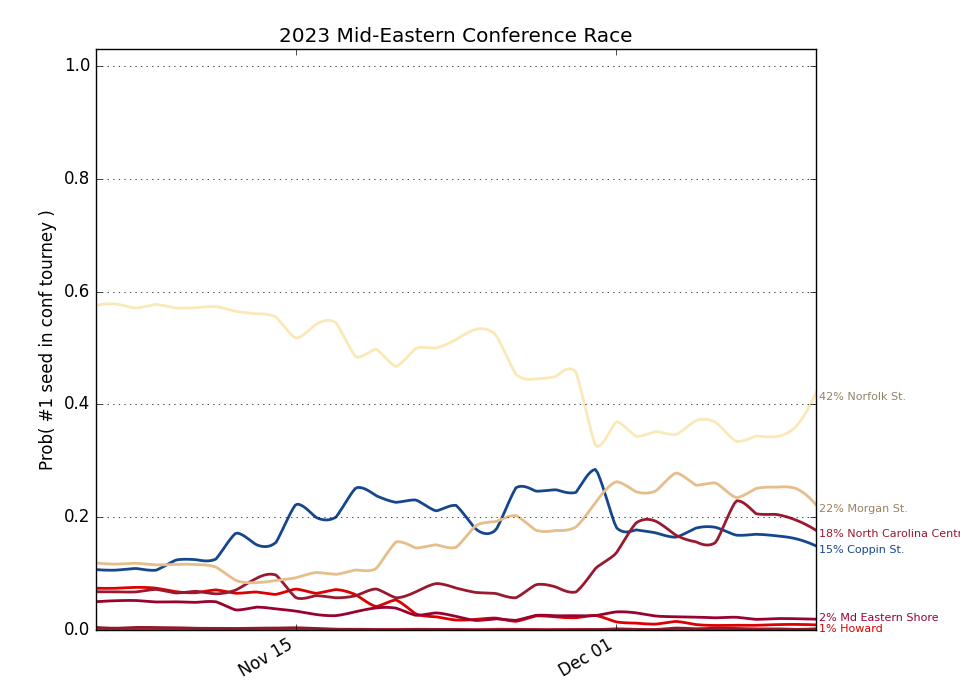 2023 Mid-Eastern Conference Race
Prob( #1 seed in conf tourney )
1.0
0.8
0.6
0.4
0.2
0.0
Nov 15
Dec 01
42% Norfolk St.
22% Morgan St.
18% North Carolina Centr
15% Coppin St.
2% Md Eastern Shore
1% Howard